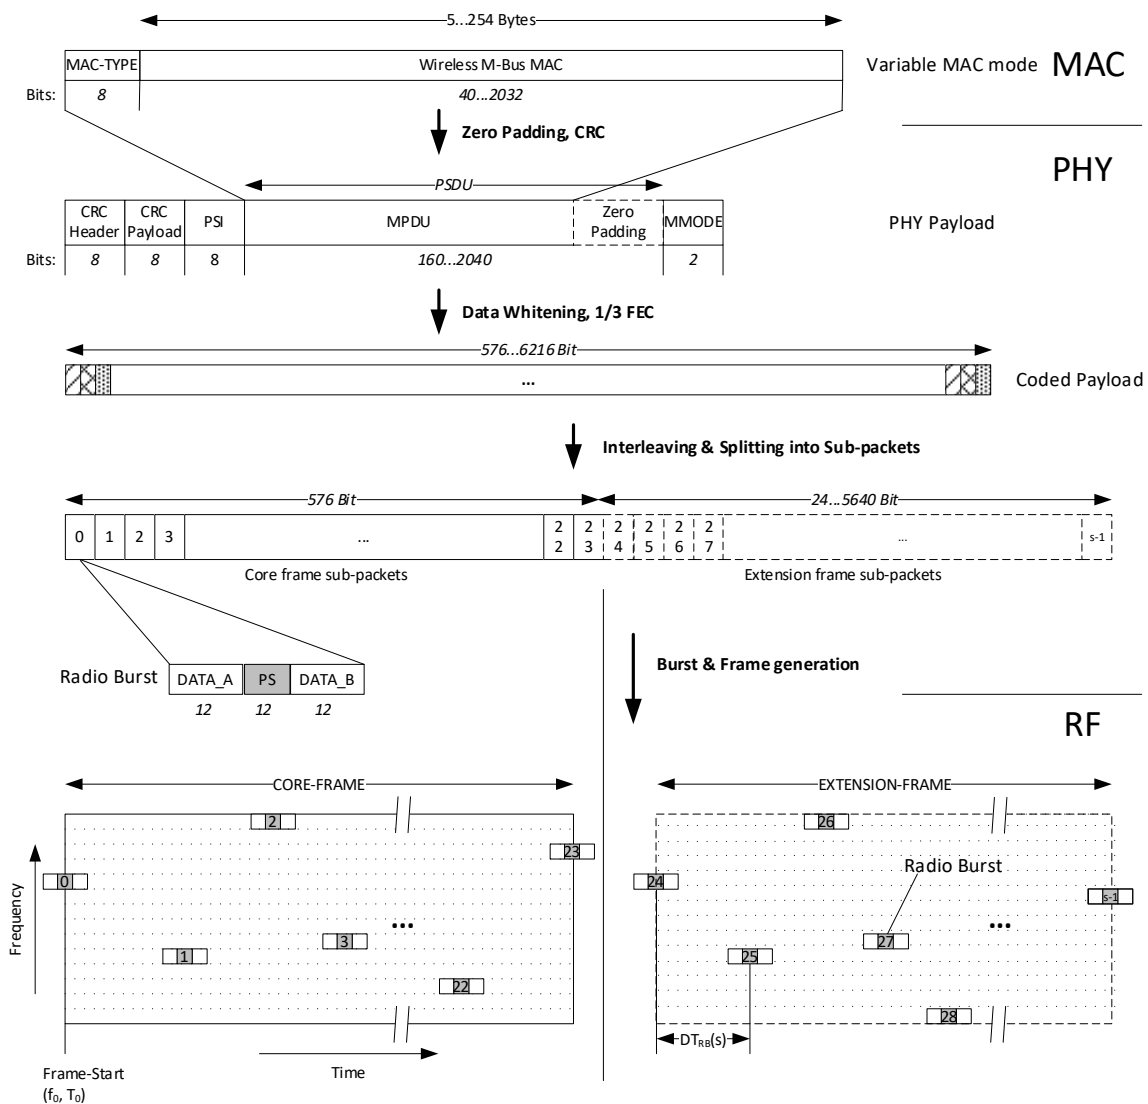 5...254 Bytes
MAC-TYPE Wireless M-Bus MAC Variable MAC mode MAC
Bits: 8 40...2032
Zero Padding, CRC
PHY
PSDU
CRC Header CRC Payload PSI MPDU Zero Padding MMODE PHY Payload
Bits: 8 8 8 160...2040 2
Data Whitening, 1/3 FEC
576...6216 Bit
... Coded Payload
Interleaving & Splitting into Sub-packets
576 Bit 24...5640 Bit
0 1 2 3 ... 22 23 24 25 26 27 ... s-1
Core frame sub-packets Extension frame sub-packets
Radio Burst DATA_A PS DATA_B
12 12 12
Burst & Frame generation
RF
CORE-FRAME EXTENSION-FRAME
Frequency
2 26
23
Radio Burst
0 24
s-1
...
...
3 27
1 25
22
28
DTRB(s)
Frame-Start Time
(f0, T0)